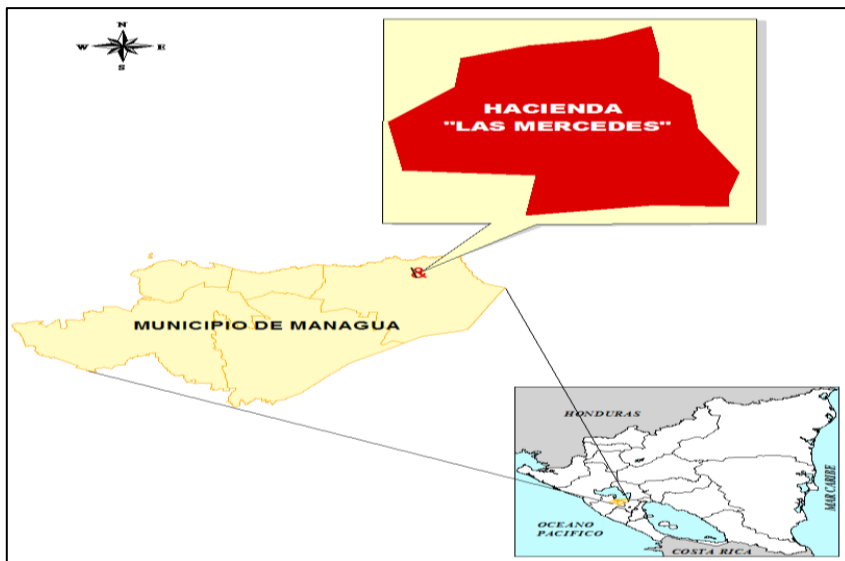 N
W E
S
HACIENDA
"LAS MERCEDES"
&
MUNICIPIO DE MANAGUA
HONDURAS
MAR CARIBE
OCEANO
PACIFICO
COSTA RICA